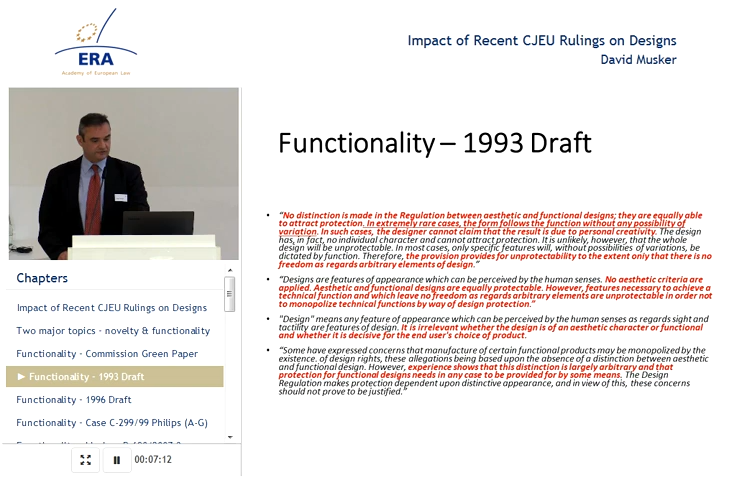 ERA
Academy of European Law
Impact of Recent CJEU Rulings on Designs
David Musker
Functionality – 1993 Draft
• "No distinction is made in the Regulation between aesthetic and functional designs; they are equally able
to attract protection. In extremely rare cases, the form follows the function without any possibility of
variation. In such cases, the designer cannot claim that the result is due to personal creativity. The design
has, in fact, no individual character and cannot attract protection. It is unlikely, however, that the whole
design will be unprotectable. In most cases, only specific features will, without possibilities of variations, be
dictated by function. Therefore, the provision provides for unprotectability to the extent only that there is no
freedom as regards arbitrary elements of design."
• "Designs are features of appearance which can be perceived by the human senses. No aesthetic criteria are
applied. Aesthetic and functional designs are equally protectable. However, features necessary to achieve a
technical function and which leave no freedom as regards arbitrary elements are unprotectable in order not
to monopolize technical functions by way of design protection."
• "Design" means any feature of appearance which can be perceived by the human senses as regards sight and
tactility are features of design. It is irrelevant whether the design is of an aesthetic character or functional
and whether it is decisive for the end user's choice of product.
• "Some have expressed concerns that manufacture of certain functional products may be monopolized by the
existence. of design rights, these allegations being based upon the absence of a distinction between aesthetic
and functional design. However, experience shows that this distinction is largely arbitrary and that
protection for functional designs needs in any case to be provided for by some means. The Design
Regulation makes protection dependent upon distinctive appearance, and in view of this, these concerns
should not prove to be justified."
Chapters
Impact of Recent CJEU Rulings on Designs
Two major topics - novelty & functionality
Functionality - Commission Green Paper
► Functionality - 1993 Draft
Functionality - 1996 Draft
Functionality - Case C-299/99 Philips (A-G)
00:07:12